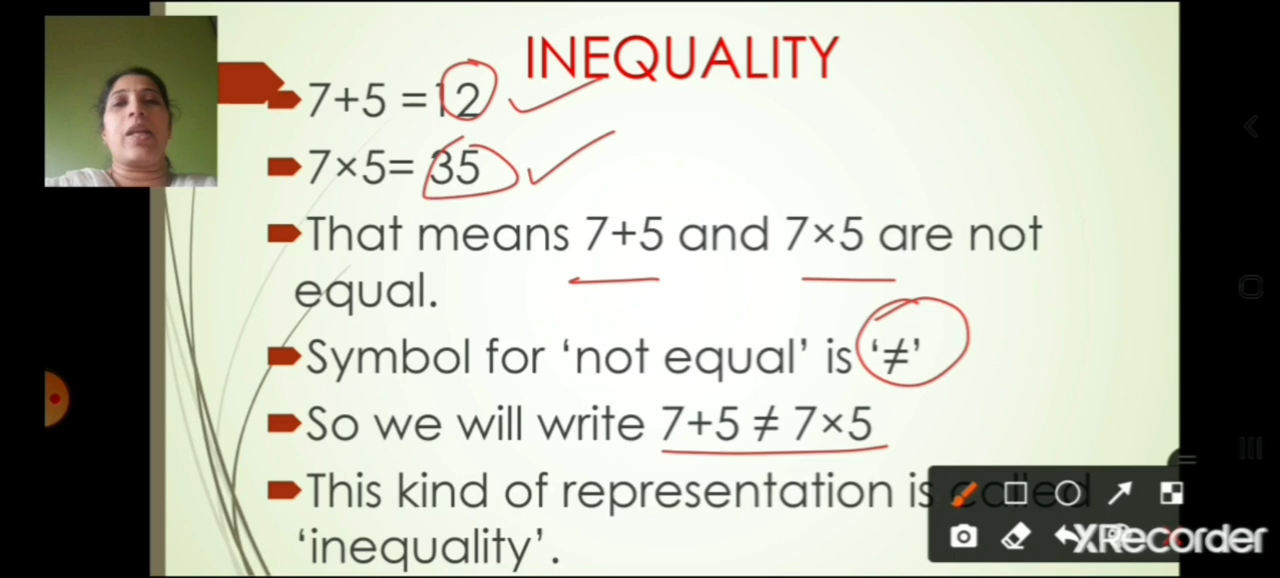 INEQUALITY
7+5 =12
7×5= 35
That means 7+5 and 7×5 are not
equal.
Symbol for ‘not equal’ is ‘≠’
So we will write 7+5 ≠ 7×5
This kind of representation is called
‘inequality’.
XRecorder